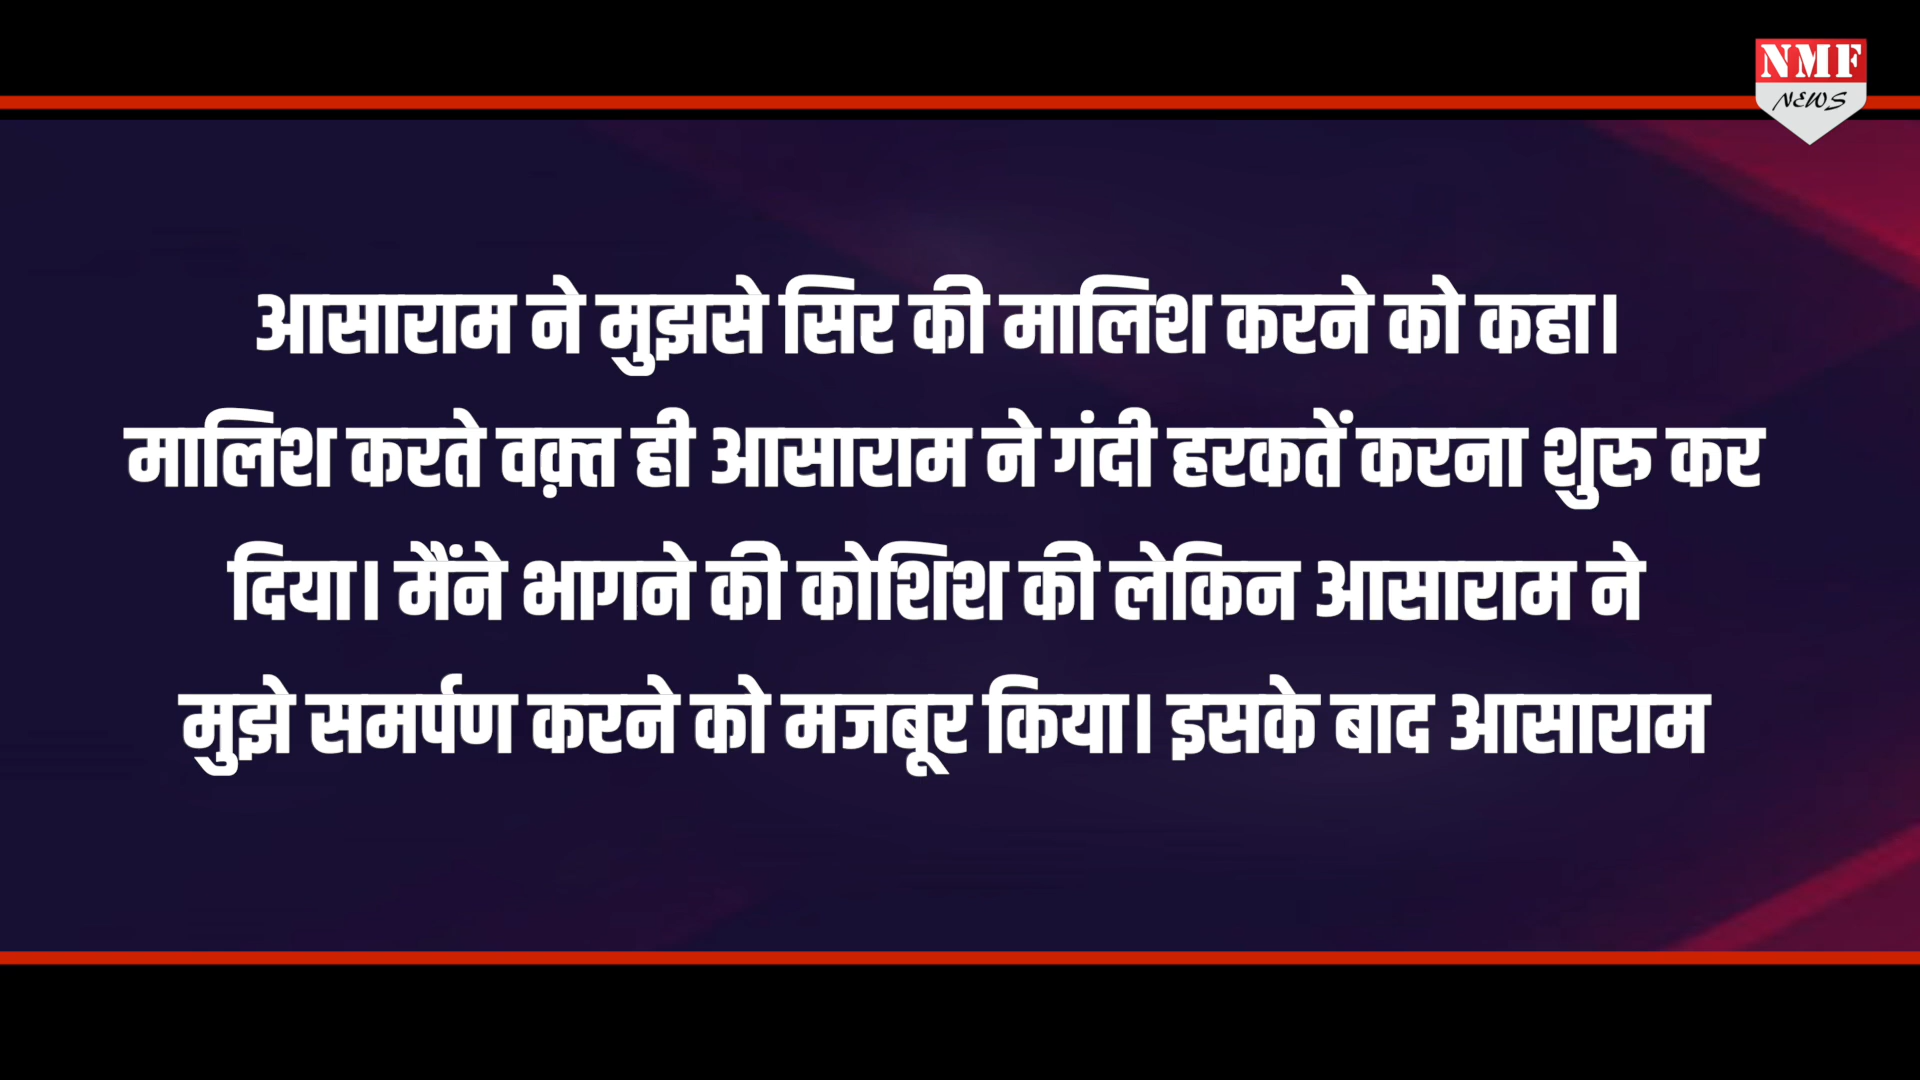 NMF
NEWS
आसाराम ने मुझसे सिर की मालिश करने को कहा।
मालिश करते वक़्त ही आसाराम ने गंदी हरकतें करना शुरु कर
दिया। मैंने भागने की कोशिश की लेकिन आसाराम ने
मुझे समर्पण करने को मजबूर किया। इसके बाद आसाराम